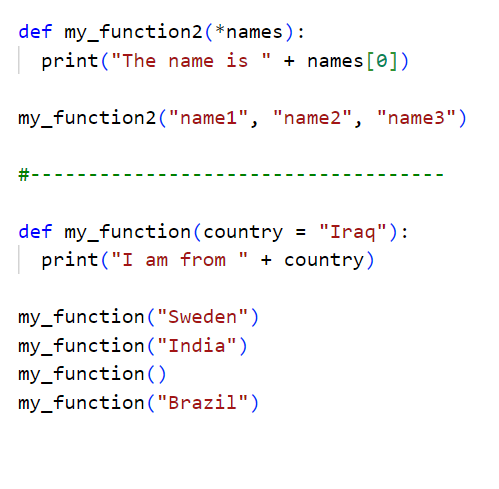 def my_function2(*names):
  print("The name is " + names[0])
my_function2("name1", "name2", "name3")
#------------------------------------
def my_function(country = "Iraq"):
  print("I am from " + country)
my_function("Sweden")
my_function("India")
my_function()
my_function("Brazil")